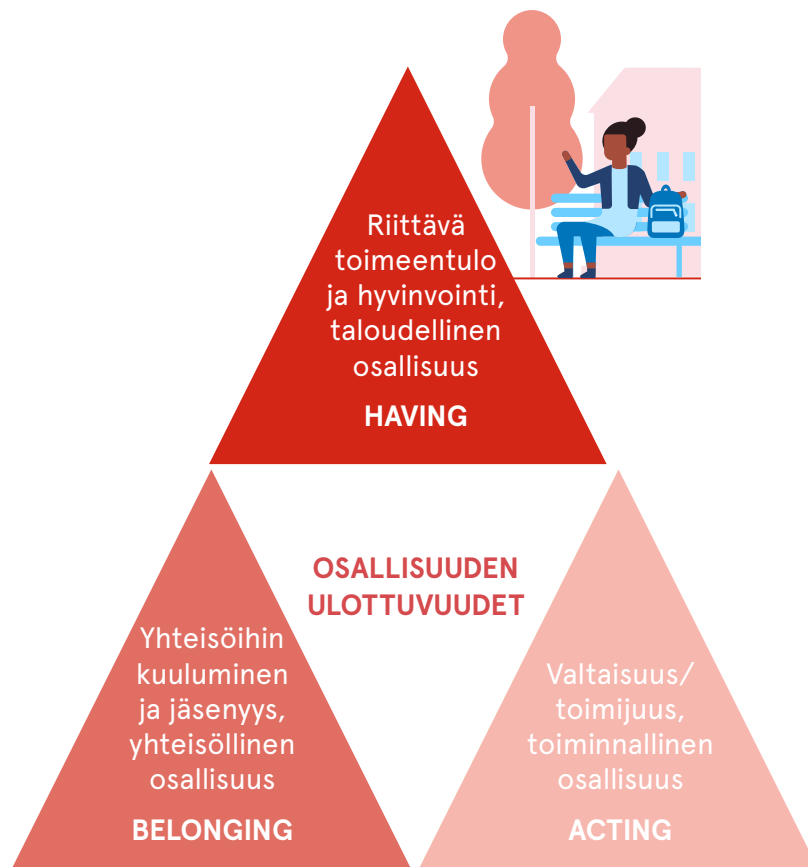 Riittävä
toimeentulo
ja hyvinvointi,
taloudellinen
osallisuus
HAVING
OSALLISUUDEN
ULOTTUVUUDET
Yhteisöihin
kuuluminen
ja jäsenyys,
yhteisöllinen
osallisuus
BELONGING
Valtaisuus/
toimijuus,
toiminnallinen
osallisuus
ACTING